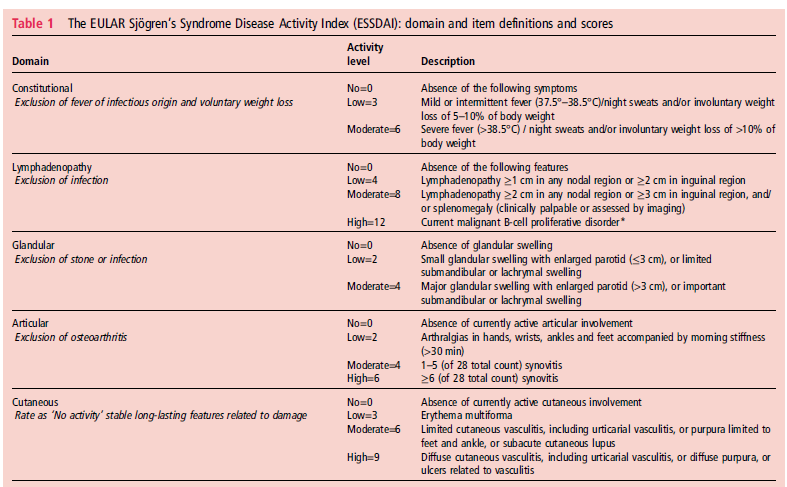 Table 1 The EULAR Sjögren's Syndrome Disease Activity Index (ESSDAI): domain and item definitions and scores
Domain Activity level Description
Constitutional No=0 Absence of the following symptoms
Exclusion of fever of infectious origin and voluntary weight loss Low=3 Mild or intermittent fever (37.5°–38.5°C)/night sweats and/or involuntary weight
loss of 5–10% of body weight
Moderate=6 Severe fever (>38.5°C) / night sweats and/or involuntary weight loss of >10% of
body weight
Lymphadenopathy No=0 Absence of the following features
Exclusion of infection Low=4 Lymphadenopathy ≥1 cm in any nodal region or ≥2 cm in inguinal region
Moderate=8 Lymphadenopathy ≥2 cm in any nodal region or ≥3 cm in inguinal region, and/
or splenomegaly (clinically palpable or assessed by imaging)
High=12 Current malignant B-cell proliferative disorder*
Glandular No=0 Absence of glandular swelling
Exclusion of stone or infection Low=2 Small glandular swelling with enlarged parotid (≤3 cm), or limited
submandibular or lachrymal swelling
Moderate=4 Major glandular swelling with enlarged parotid (>3 cm), or important
submandibular or lachrymal swelling
Articular No=0 Absence of currently active articular involvement
Exclusion of osteoarthritis Low=2 Arthralgias in hands, wrists, ankles and feet accompanied by morning stiffness
(>30 min)
Moderate=4 1–5 (of 28 total count) synovitis
High=6 ≥6 (of 28 total count) synovitis
Cutaneous No=0 Absence of currently active cutaneous involvement
Rate as 'No activity' stable long-lasting features related to damage Low=3 Erythema multiforma
Moderate=6 Limited cutaneous vasculitis, including urticarial vasculitis, or purpura limited to
feet and ankle, or subacute cutaneous lupus
High=9 Diffuse cutaneous vasculitis, including urticarial vasculitis, or diffuse purpura, or
ulcers related to vasculitis